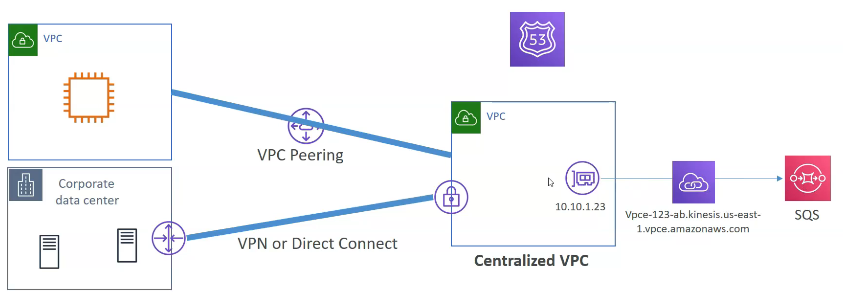 VPC
53
VPC
VPC Peering
Corporate
data center
10.10.1.23
Vpce-123-ab.kinesis.us-east-
1.vpce.amazonaws.com
SQS
VPN or Direct Connect
Centralized VPC